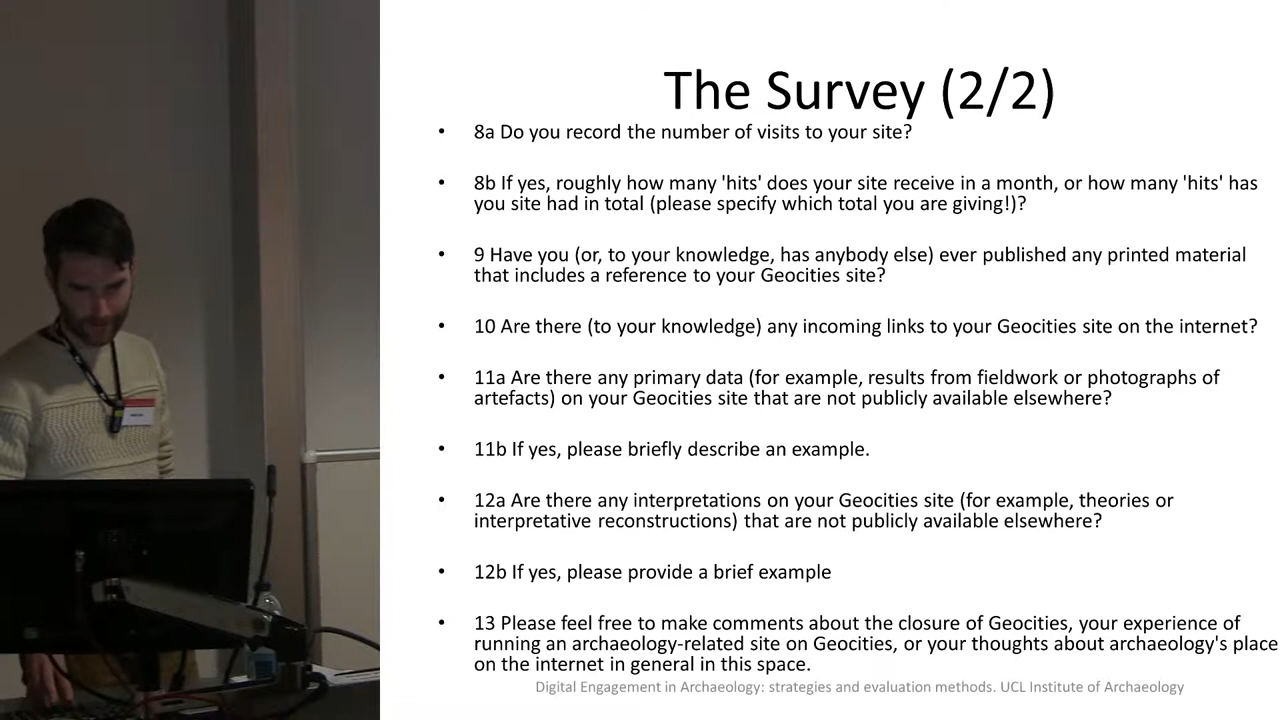 The Survey (2/2)
• 8a Do you record the number of visits to your site?
• 8b If yes, roughly how many 'hits' does your site receive in a month, or how many 'hits' has
you site had in total (please specify which total you are giving!)?
• 9 Have you (or, to your knowledge, has anybody else) ever published any printed material
that includes a reference to your Geocities site?
• 10 Are there (to your knowledge) any incoming links to your Geocities site on the internet?
• 11a Are there any primary data (for example, results from fieldwork or photographs of
artefacts) on your Geocities site that are not publicly available elsewhere?
• 11b If yes, please briefly describe an example.
• 12a Are there any interpretations on your Geocities site (for example, theories or
interpretative reconstructions) that are not publicly available elsewhere?
• 12b If yes, please provide a brief example
• 13 Please feel free to make comments about the closure of Geocities, your experience of
running an archaeology-related site on Geocities, or your thoughts about archaeology's place
on the internet in general in this space.
Digital Engagement in Archaeology: strategies and evaluation methods. UCL Institute of Archaeology